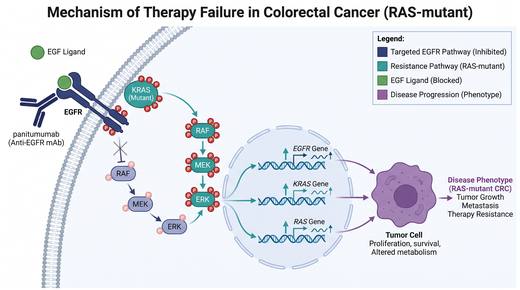 Mechanism of Therapy Failure in Colorectal Cancer (RAS-mutant)
EGF Ligand
EGFR
panitumumab
(Anti-EGFR mAb)
KRAS
(Mutant)
RAF
MEK
ERK
RAF
MEK
ERK
EGFR Gene
KRAS Gene
RAS Gene
Legend:
Targeted EGFR Pathway (Inhibited)
Resistance Pathway (RAS-mutant)
EGF Ligand (Blocked)
Disease Progression (Phenotype)
Tumor Cell
Proliferation, survival,
Altered metabolism
Disease Phenotype
(RAS-mutant CRC)
Tumor Growth
Metastasis
Therapy Resistance